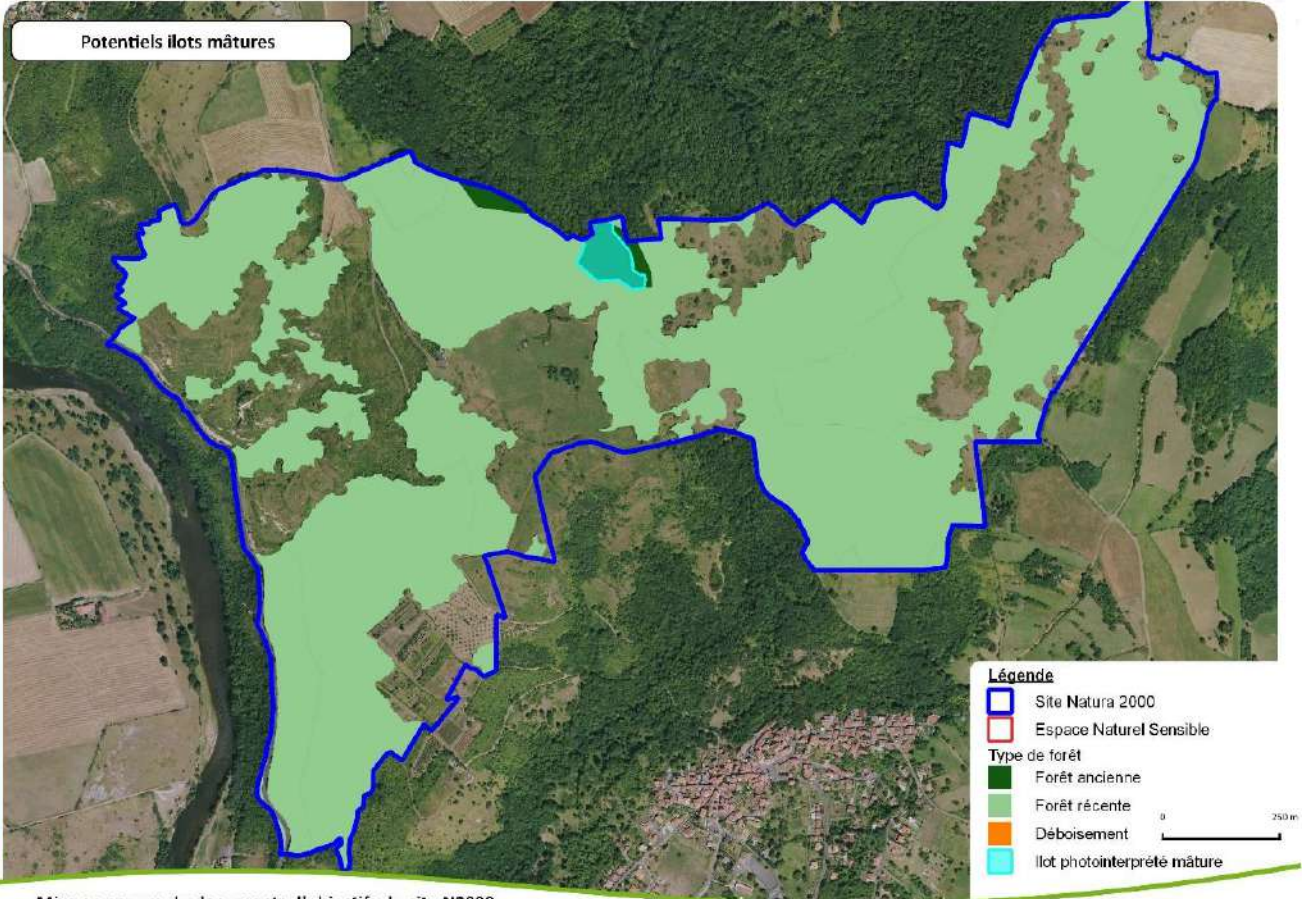 Potentiels ilots mâtures
Légende
Site Natura 2000
Espace Naturel Sensible
Type de forêt
Forêt ancienne
Forêt récente
Déboisement
Ilot photointerprété mâture
0 250 m